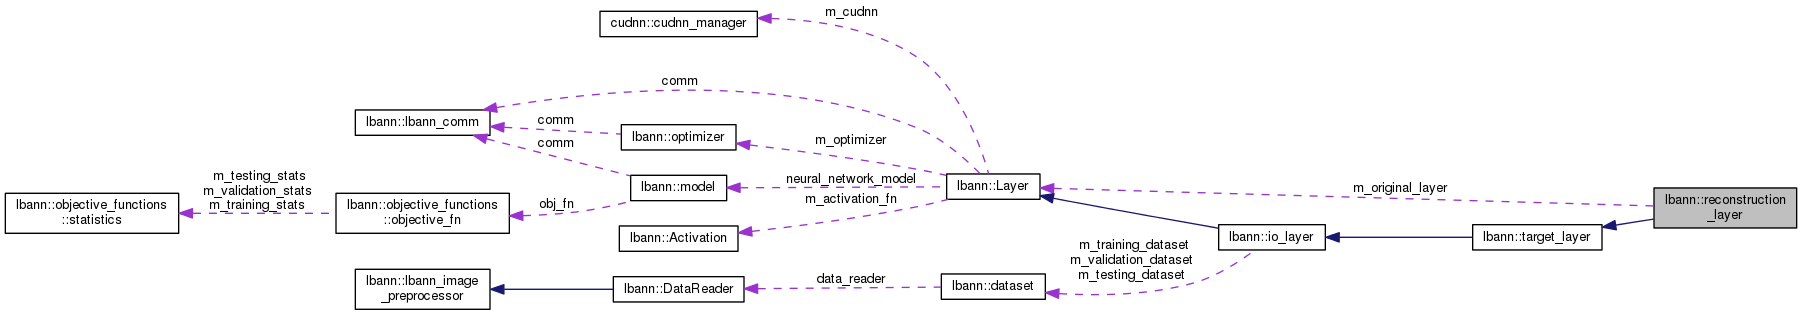 cudnn::cudnn_manager
m_cudnn
comm
lbann::lbann_comm
comm
lbann::optimizer
m_optimizer
comm
lbann::model
neural_network_model
lbann::Layer
m_original_layer
lbann::reconstruction
_layer
m_testing_stats
m_validation_stats
m_training_stats
lbann::objective_functions
::statistics
lbann::objective_functions
::objective_fn
obj_fn
m_activation_fn
lbann::Activation
lbann::io_layer
lbann::target_layer
m_training_dataset
m_validation_dataset
m_testing_dataset
lbann::lbann_image
_preprocessor
lbann::DataReader
data_reader
lbann::dataset